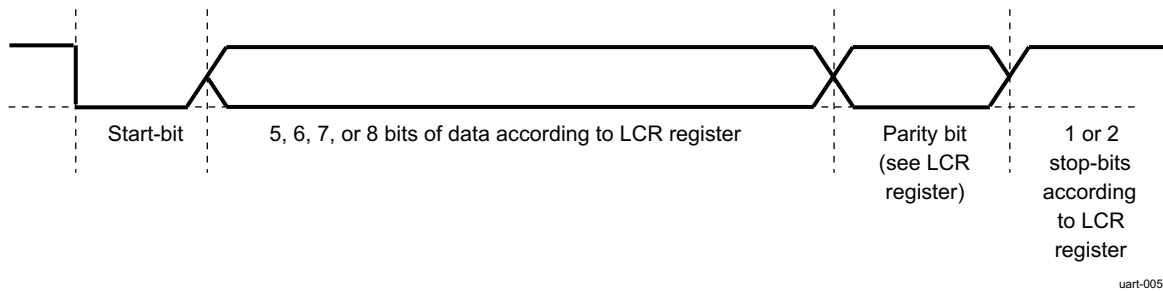 Start-bit
5, 6, 7, or 8 bits of data according to LCR register
Parity bit
(see LCR
register)
1 or 2
stop-bits
according
to LCR
register
uart-005